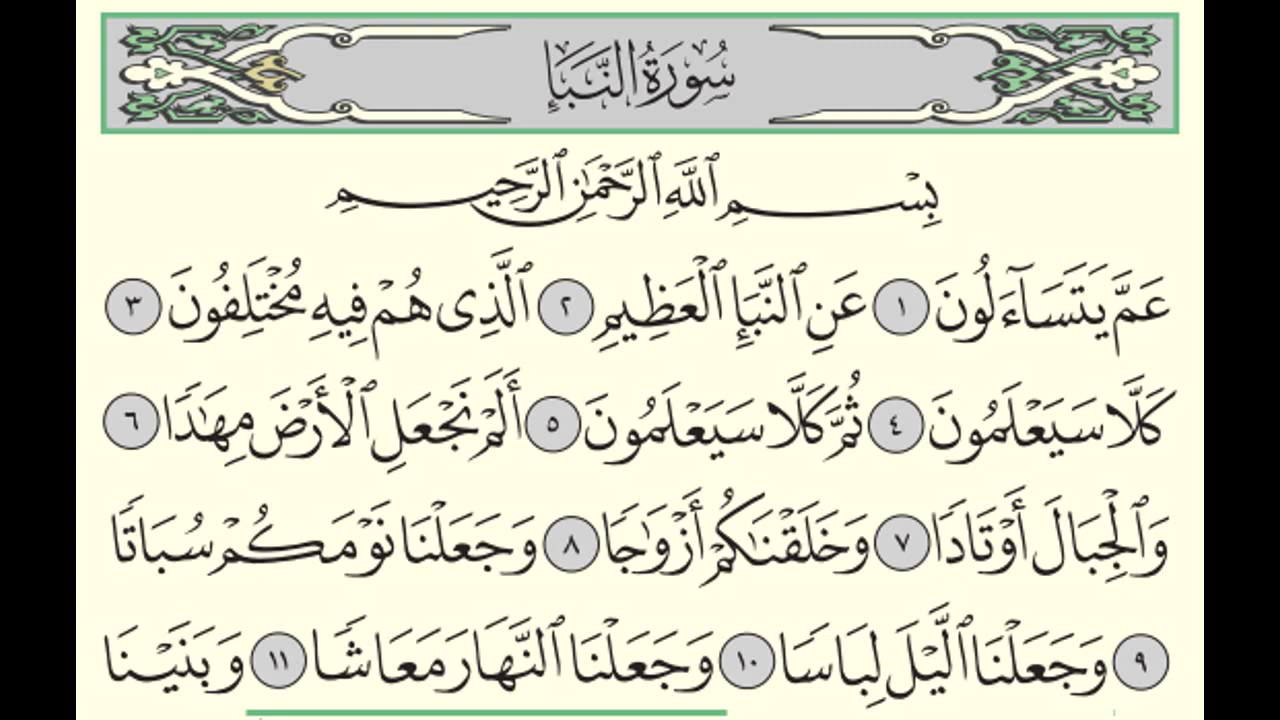 سُورَةُ النَّبَإِ
بِسْمِ ٱللَّهِ ٱلرَّحْمَٰنِ ٱلرَّحِيمِ
عَمَّ يَتَسَآءَلُونَ ١ عَنِ ٱلنَّبَإِ ٱلْعَظِيمِ ٢ ٱلَّذِى هُمْ فِيهِ مُخْتَلِفُونَ ٣
كَلَّا سَيَعْلَمُونَ ٤ ثُمَّ كَلَّا سَيَعْلَمُونَ ٥ أَلَمْ نَجْعَلِ ٱلْأَرْضَ مِهَٰدًا ٦
وَٱلْجِبَالَ أَوْتَادًا ٧ وَخَلَقْنَٰكُمْ أَزْوَٰجًا ٨ وَجَعَلْنَا نَوْمَكُمْ سُبَاتًا
٩ وَجَعَلْنَا ٱلَّيْلَ لِبَاسًا ١٠ وَجَعَلْنَا ٱلنَّهَارَ مَعَاشًا ١١ وَبَنَيْنَا